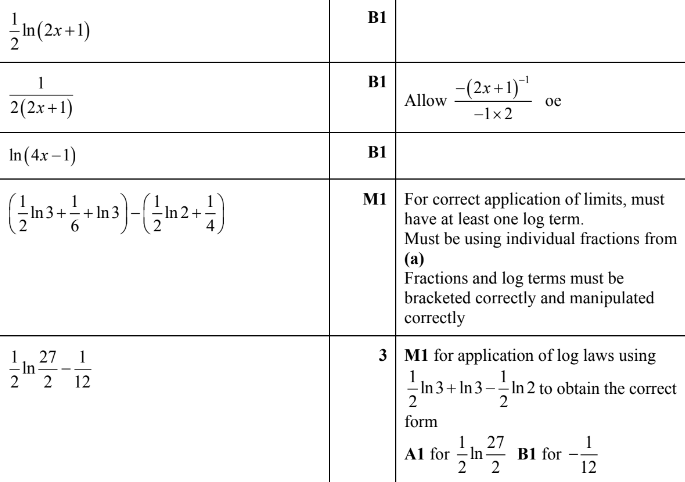 \frac{1}{2}\ln(2x+1) B1
\frac{1}{2(2x+1)} B1 Allow \frac{-(2x+1)^{-1}}{-1×2} oe
ln(4x−1) B1
\left(\frac{1}{2}\ln 3+\frac{1}{6}+\ln 3\right)−\left(\frac{1}{2}\ln 2+\frac{1}{4}\right) M1 For correct application of limits, must
have at least one log term.
Must be using individual fractions from
(a)
Fractions and log terms must be
bracketed correctly and manipulated
correctly
\frac{1}{2}\ln\frac{27}{2}−\frac{1}{12} 3 M1 for application of log laws using
\frac{1}{2}\ln 3+\ln 3−\frac{1}{2}\ln 2 to obtain the correct
form
A1 for \frac{1}{2}\ln\frac{27}{2} B1 for −\frac{1}{12}